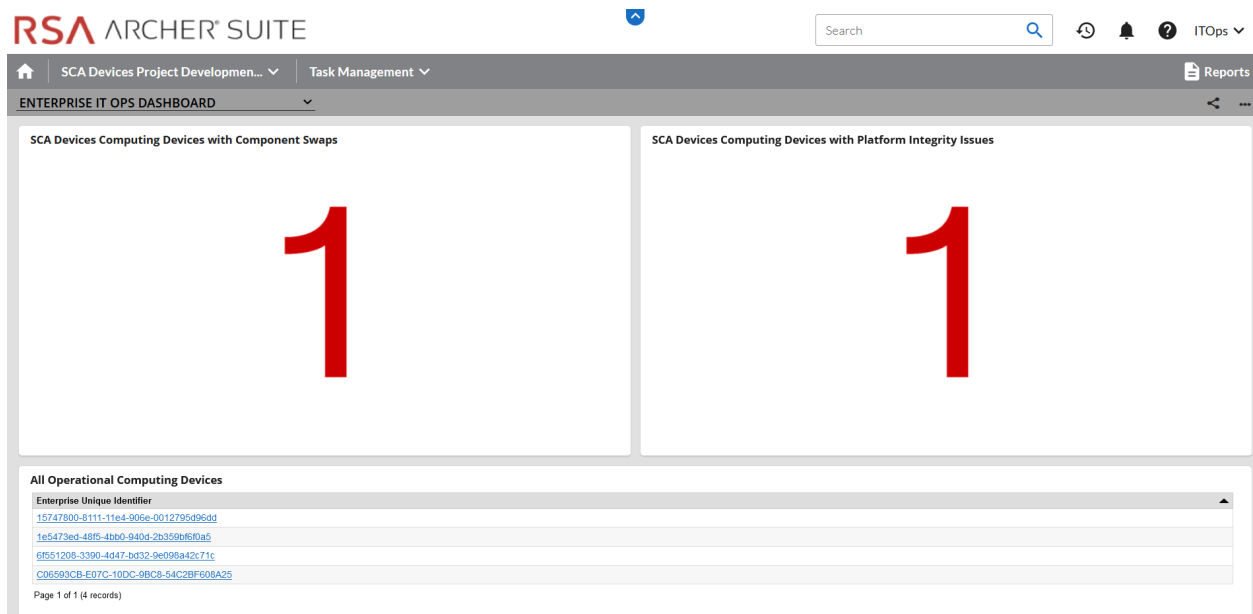 RSA ARCHER® SUITE
Search
ITOps
SCA Devices Project Developmen...
Task Management
Reports
ENTERPRISE IT OPS DASHBOARD
SCA Devices Computing Devices with Component Swaps
SCA Devices Computing Devices with Platform Integrity Issues
1
1
All Operational Computing Devices
Enterprise Unique Identifier
15747800-8111-11e4-906e-0012795d96dd
1e5473ed-48f5-4bb0-940d-2b359bf6f0a5
6f551208-3390-4d47-bd32-9e098a42c71c
C06593CB-E07C-10DC-9BC8-54C2BF608A25
Page 1 of 1 (4 records)